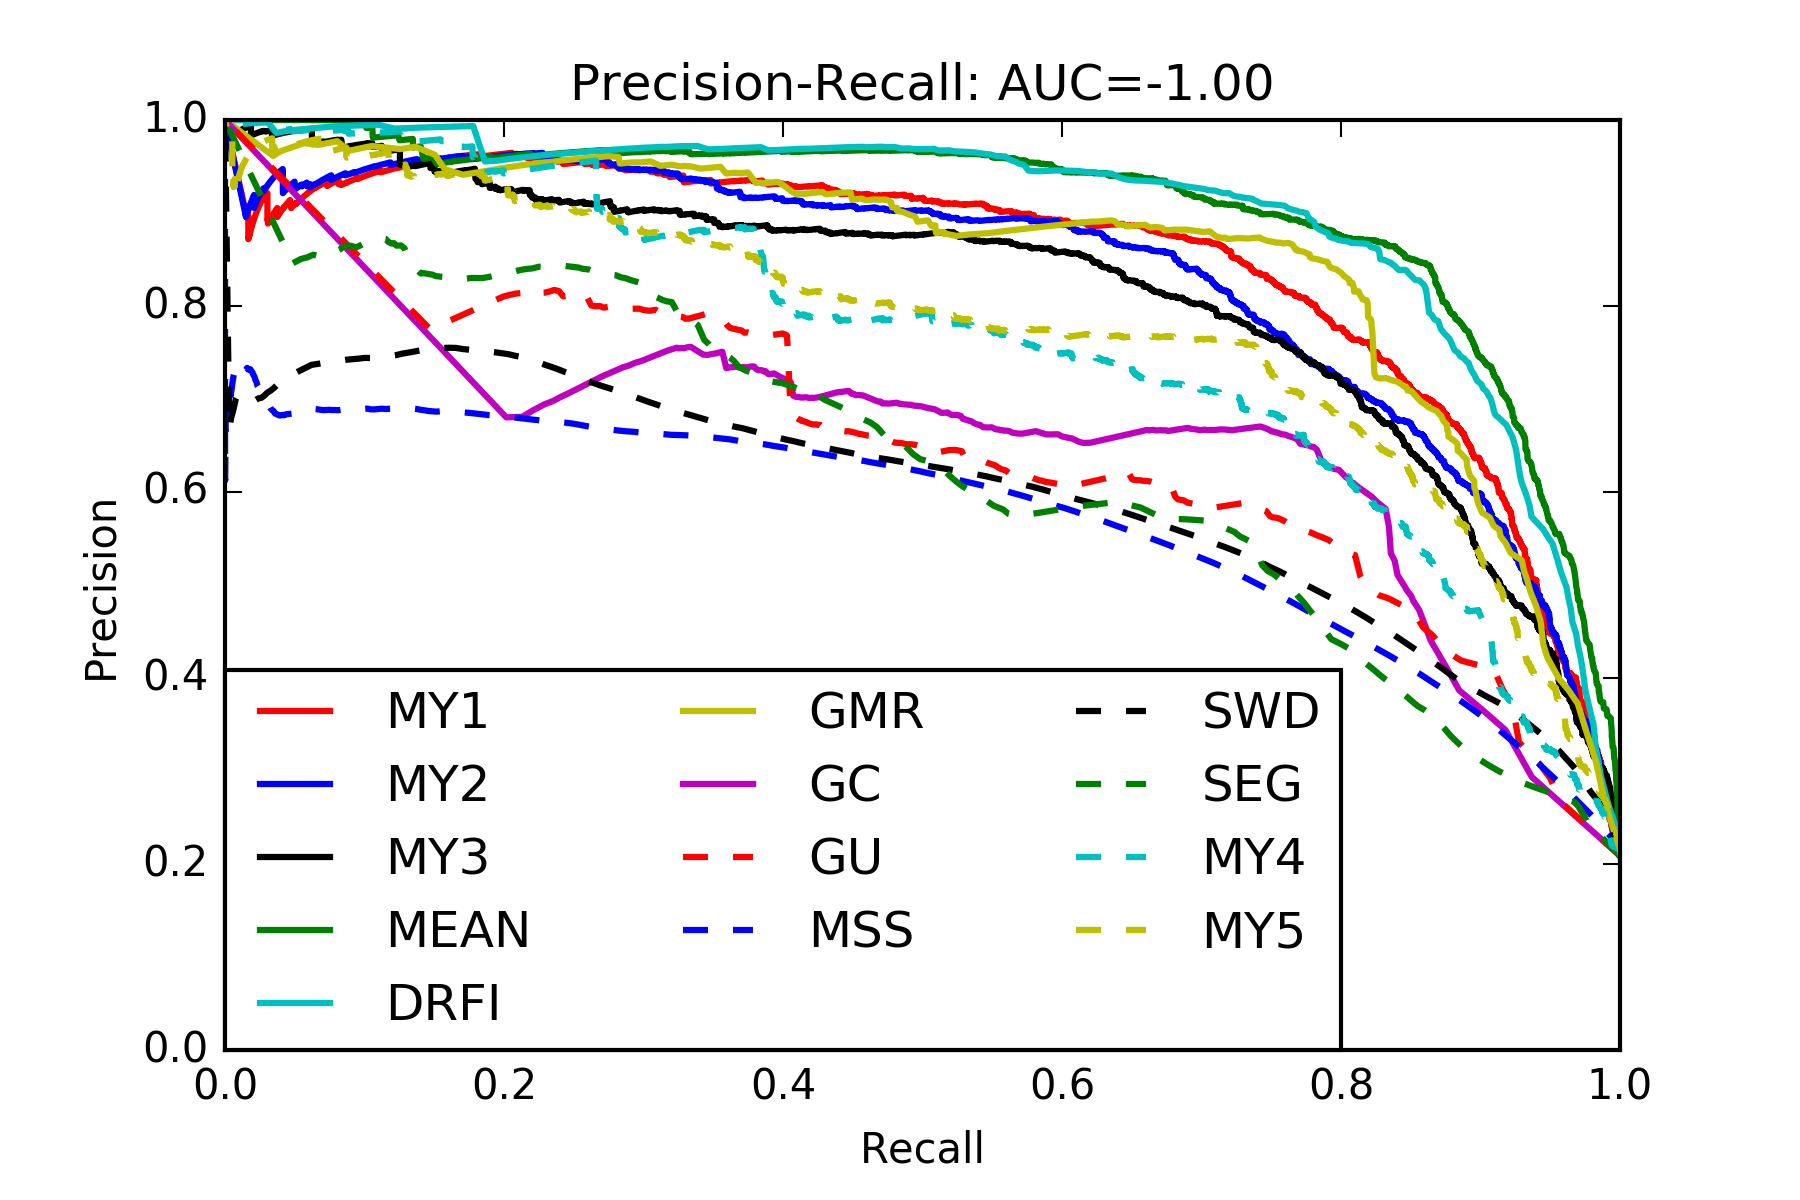 Precision-Recall: AUC=-1.00
1.0
0.8
0.6
0.4
0.2
0.0
Precision
MY1 GMR SWD
MY2 GC SEG
MY3 GU MY4
MEAN MSS MY5
DRFI
0.0 0.2 0.4 0.6 0.8 1.0
Recall